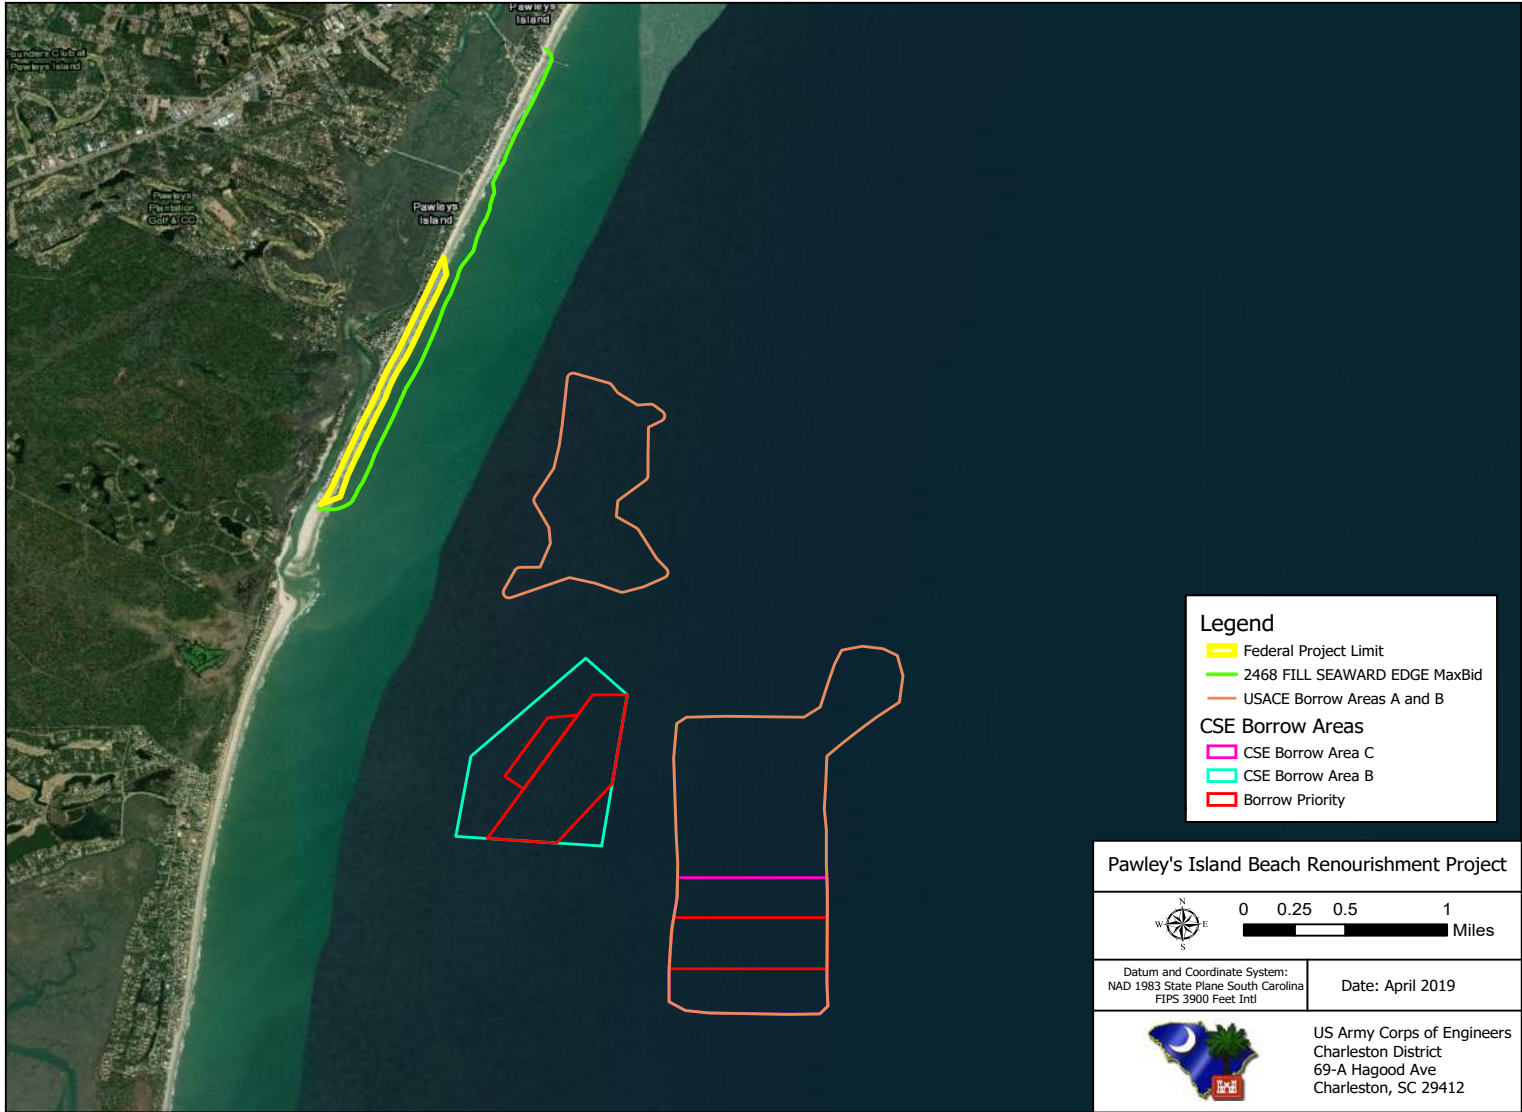 Pawleys
Island
Founders Club at
Pawleys Island
Pawleys
Plantation
Golf & CC
Pawleys
Island
Legend
Federal Project Limit
2468 FILL SEAWARD EDGE MaxBid
USACE Borrow Areas A and B
CSE Borrow Areas
CSE Borrow Area C
CSE Borrow Area B
Borrow Priority
Pawley's Island Beach Renourishment Project
N
W E
S
0 0.25 0.5 1
Miles
Datum and Coordinate System:
NAD 1983 State Plane South Carolina
FIPS 3900 Feet Intl
Date: April 2019
US Army Corps of Engineers
Charleston District
69-A Hagood Ave
Charleston, SC 29412